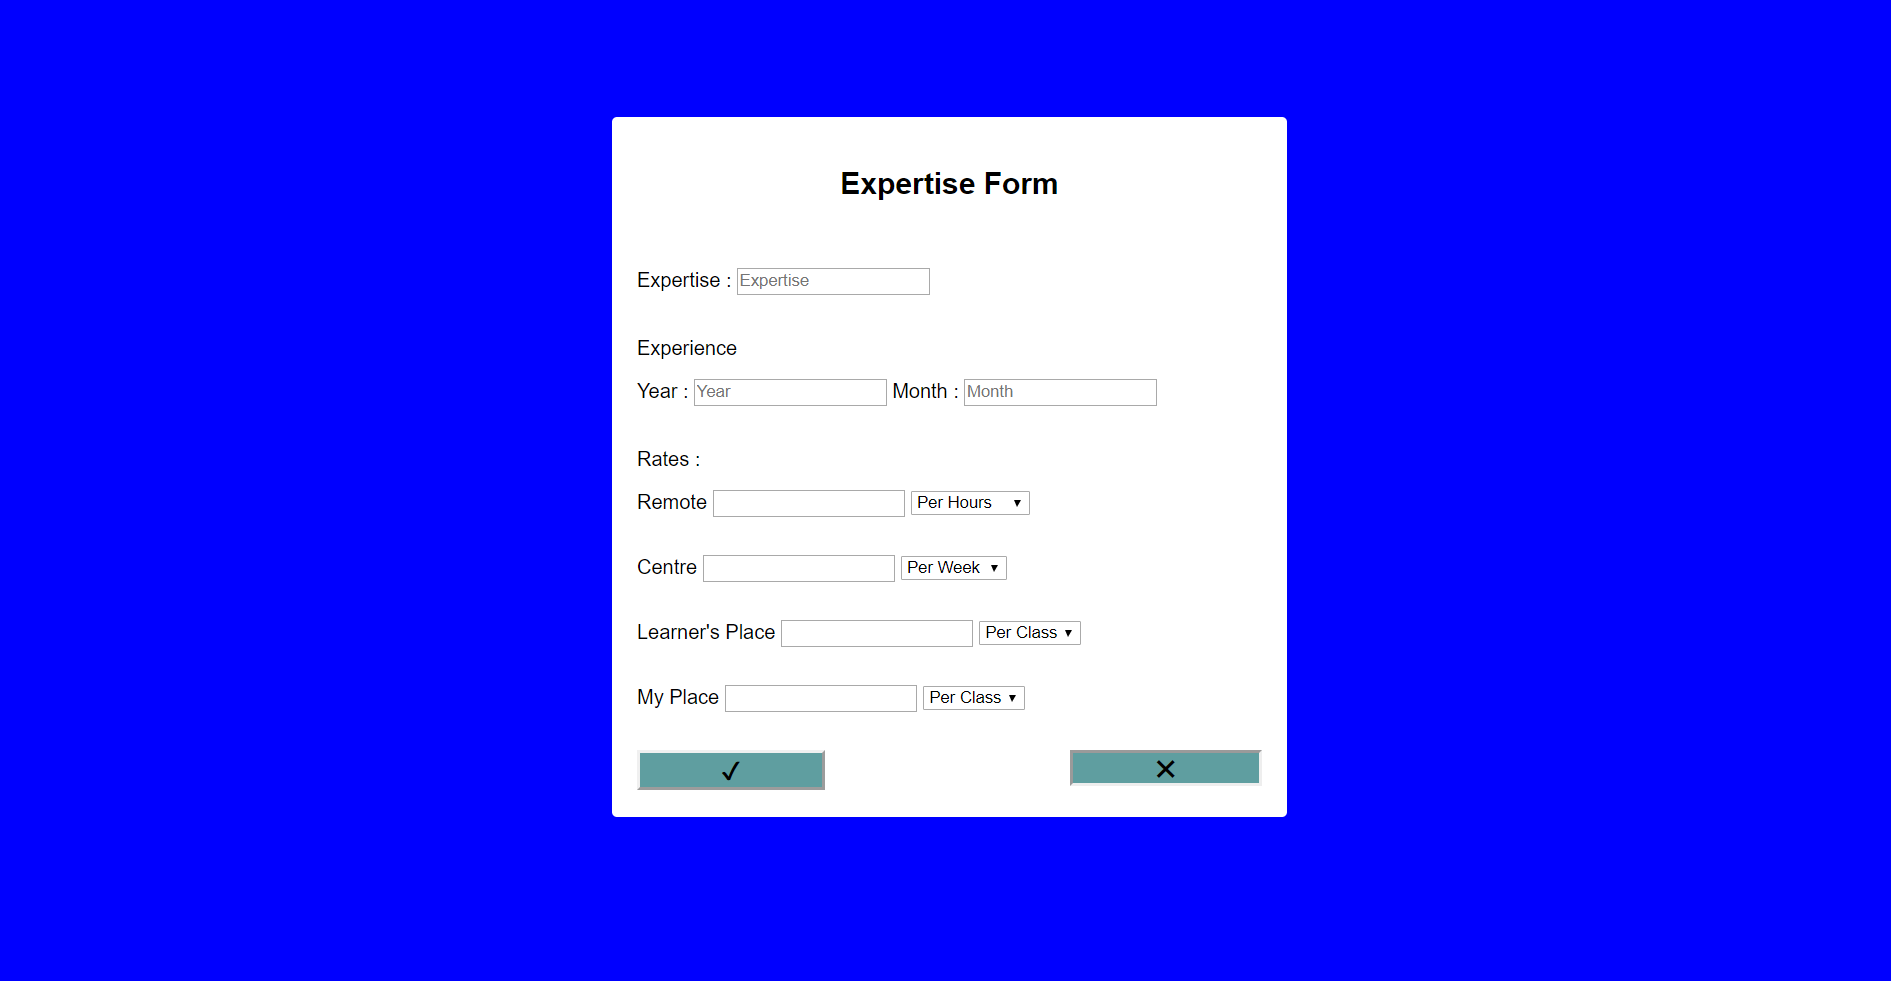 Expertise Form
Expertise : Expertise
Experience
Year : Year Month : Month
Rates :
Remote Per Hours
Centre Per Week
Learner's Place Per Class
My Place Per Class